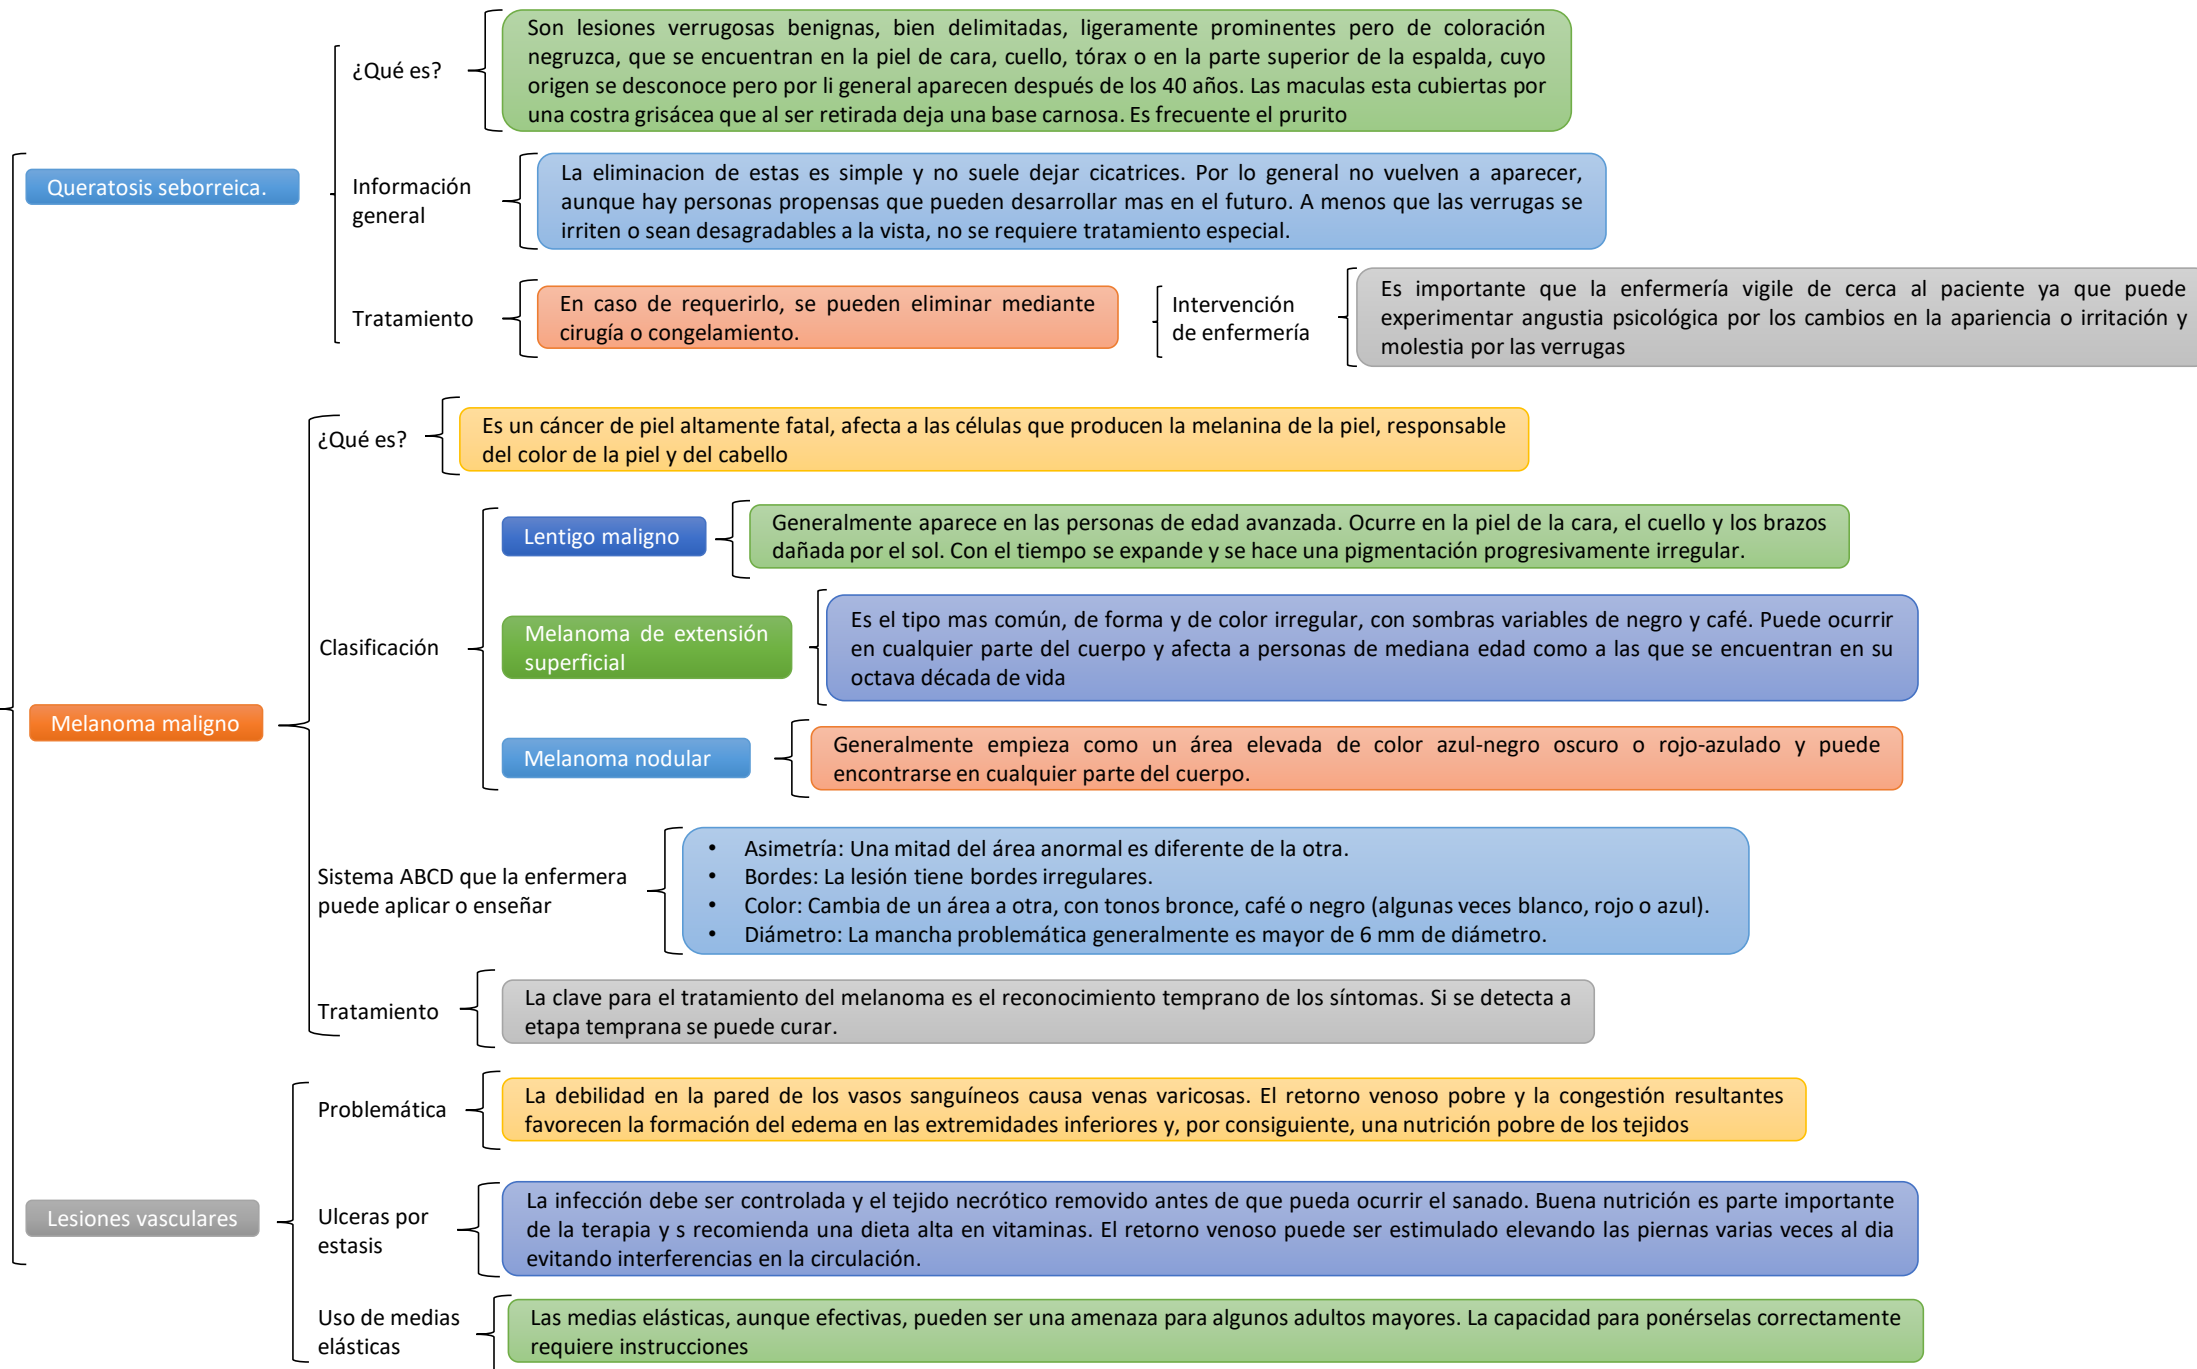 Queratosis seborreica.
¿Qué es?
Son lesiones verrugosas benignas, bien delimitadas, ligeramente prominentes pero de coloración
negruzca, que se encuentran en la piel de cara, cuello, tórax o en la parte superior de la espalda, cuyo
origen se desconoce pero por li general aparecen después de los 40 años. Las maculas esta cubiertas por
una costra grisácea que al ser retirada deja una base carnosa. Es frecuente el prurito
Información
general
La eliminacion de estas es simple y no suele dejar cicatrices. Por lo general no vuelven a aparecer,
aunque hay personas propensas que pueden desarrollar mas en el futuro. A menos que las verrugas se
irriten o sean desagradables a la vista, no se requiere tratamiento especial.
Tratamiento
En caso de requerirlo, se pueden eliminar mediante
cirugía o congelamiento.
Intervención
de enfermería
Es importante que la enfermería vigile de cerca al paciente ya que puede
experimentar angustia psicológica por los cambios en la apariencia o irritación y
molestia por las verrugas
Melanoma maligno
¿Qué es?
Es un cáncer de piel altamente fatal, afecta a las células que producen la melanina de la piel, responsable
del color de la piel y del cabello
Clasificación
Lentigo maligno
Generalmente aparece en las personas de edad avanzada. Ocurre en la piel de la cara, el cuello y los brazos
dañada por el sol. Con el tiempo se expande y se hace una pigmentación progresivamente irregular.
Melanoma de extensión
superficial
Es el tipo mas común, de forma y de color irregular, con sombras variables de negro y café. Puede ocurrir
en cualquier parte del cuerpo y afecta a personas de mediana edad como a las que se encuentran en su
octava década de vida
Melanoma nodular
Generalmente empieza como un área elevada de color azul-negro oscuro o rojo-azulado y puede
encontrarse en cualquier parte del cuerpo.
Sistema ABCD que la enfermera
puede aplicar o enseñar
• Asimetría: Una mitad del área anormal es diferente de la otra.
• Bordes: La lesión tiene bordes irregulares.
• Color: Cambia de un área a otra, con tonos bronce, café o negro (algunas veces blanco, rojo o azul).
• Diámetro: La mancha problemática generalmente es mayor de 6 mm de diámetro.
Tratamiento
La clave para el tratamiento del melanoma es el reconocimiento temprano de los síntomas. Si se detecta a
etapa temprana se puede curar.
Lesiones vasculares
Problemática
La debilidad en la pared de los vasos sanguíneos causa venas varicosas. El retorno venoso pobre y la congestión resultantes
favorecen la formación del edema en las extremidades inferiores y, por consiguiente, una nutrición pobre de los tejidos
Ulceras por
estasis
La infección debe ser controlada y el tejido necrótico removido antes de que pueda ocurrir el sanado. Buena nutrición es parte importante
de la terapia y s recomienda una dieta alta en vitaminas. El retorno venoso puede ser estimulado elevando las piernas varias veces al dia
evitando interferencias en la circulación.
Uso de medias
elásticas
Las medias elásticas, aunque efectivas, pueden ser una amenaza para algunos adultos mayores. La capacidad para ponérselas correctamente
requiere instrucciones